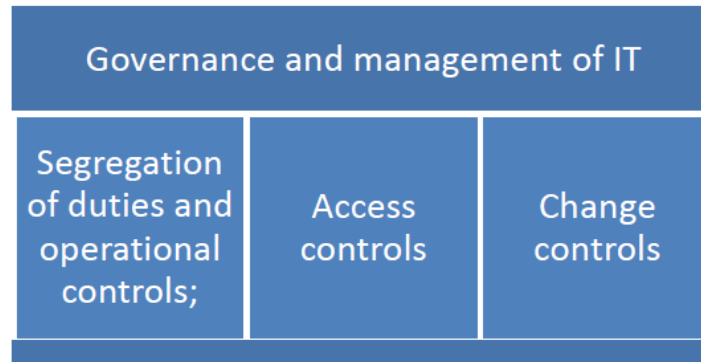 Governance and management of IT
Segregation
of duties and
operational
controls;
Access
controls
Change
controls